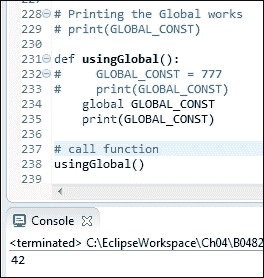 227
228 # Printing the Global works
229 # print(GLOBAL_CONST)
230
231 def usingGlobal():
232 #     GLOBAL_CONST = 777
233 #     print(GLOBAL_CONST)
234     global GLOBAL_CONST
235     print(GLOBAL_CONST)
236
237 # call function
238 usingGlobal()
239
Console
<terminated> C:\EclipseWorkspace\Ch04\B0482
42